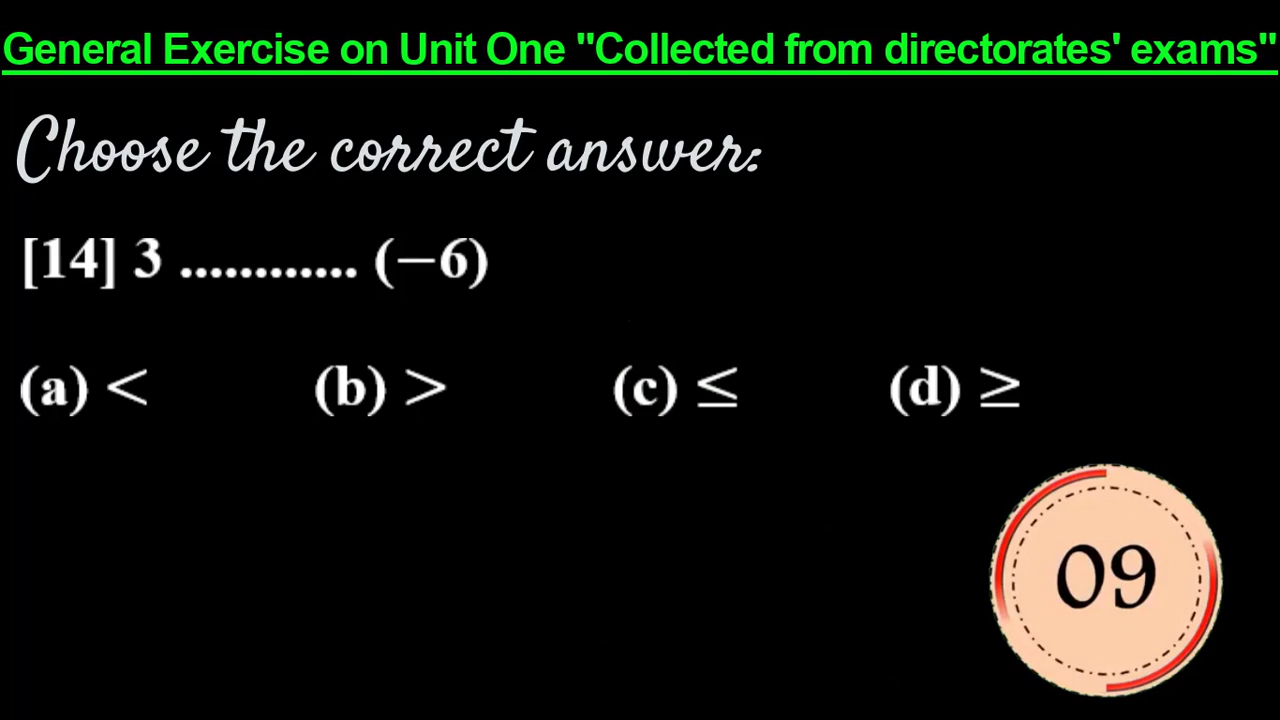 General Exercise on Unit One "Collected from directorates' exams"
Choose the correct answer:
[14] 3 ............ (−6)
(a) < (b) > (c) ≤ (d) ≥
09